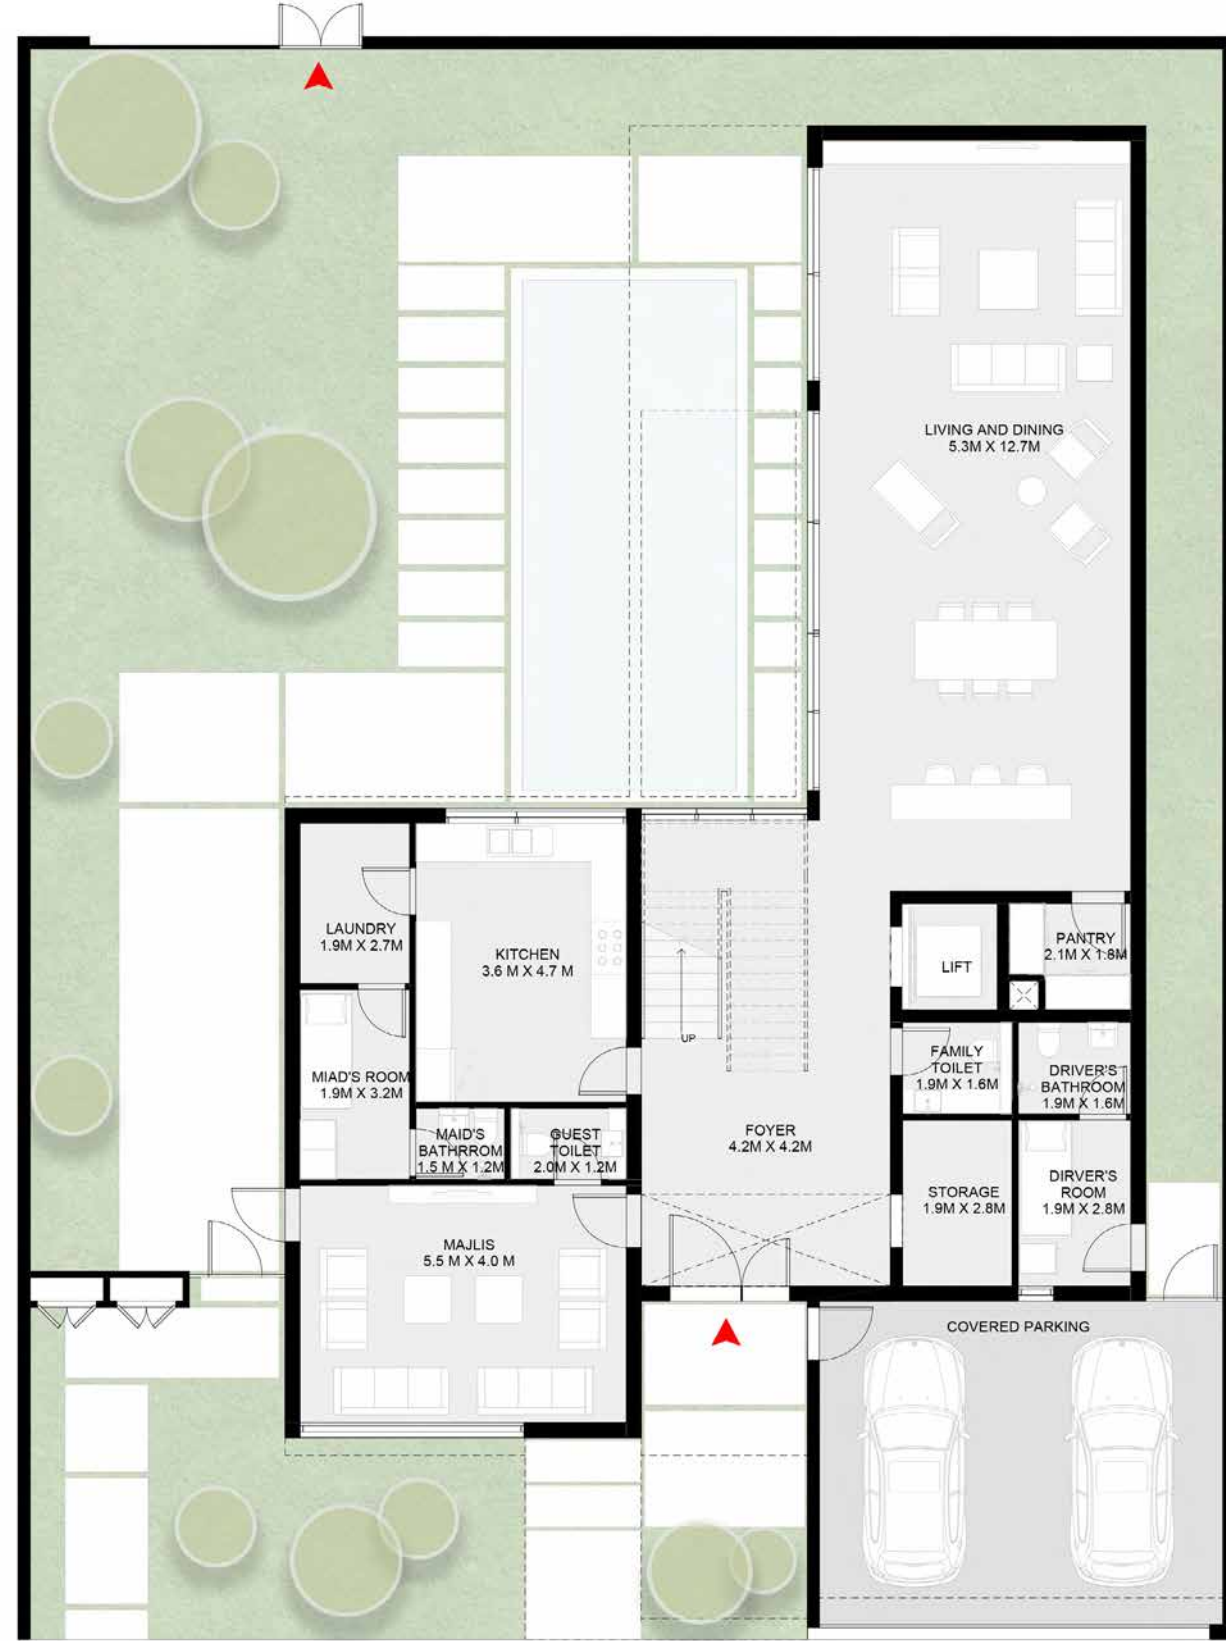 LIVING AND DINING
5.3M X 12.7M
LAUNDRY
1.9M X 2.7M
KITCHEN
3.6 M X 4.7 M
LIFT
PANTRY
2.1M X 1.8M
UP
MIAD'S ROOM
1.9M X 3.2M
FAMILY
TOILET
1.9M X 1.6M
DRIVER'S
BATHROOM
1.9M X 1.6M
MAID'S
BATHRROM
1.5 M X 1.2M
GUEST
TOILET
2.0M X 1.2M
FOYER
4.2M X 4.2M
STORAGE
1.9M X 2.8M
DIRVER'S
ROOM
1.9M X 2.8M
MAJLIS
5.5 M X 4.0 M
COVERED PARKING